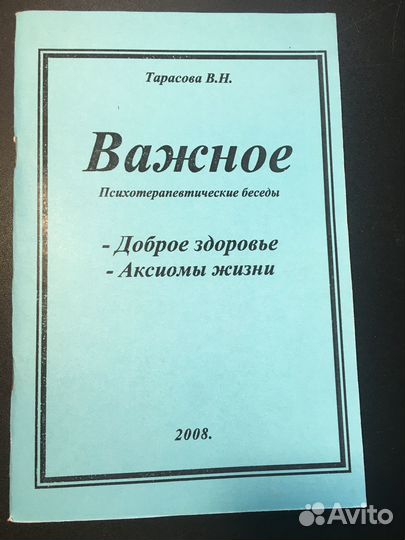 Тарасова В.Н.
Важное
Психотерапевтические беседы
- Доброе здоровье
- Аксиомы жизни
2008.
Avito